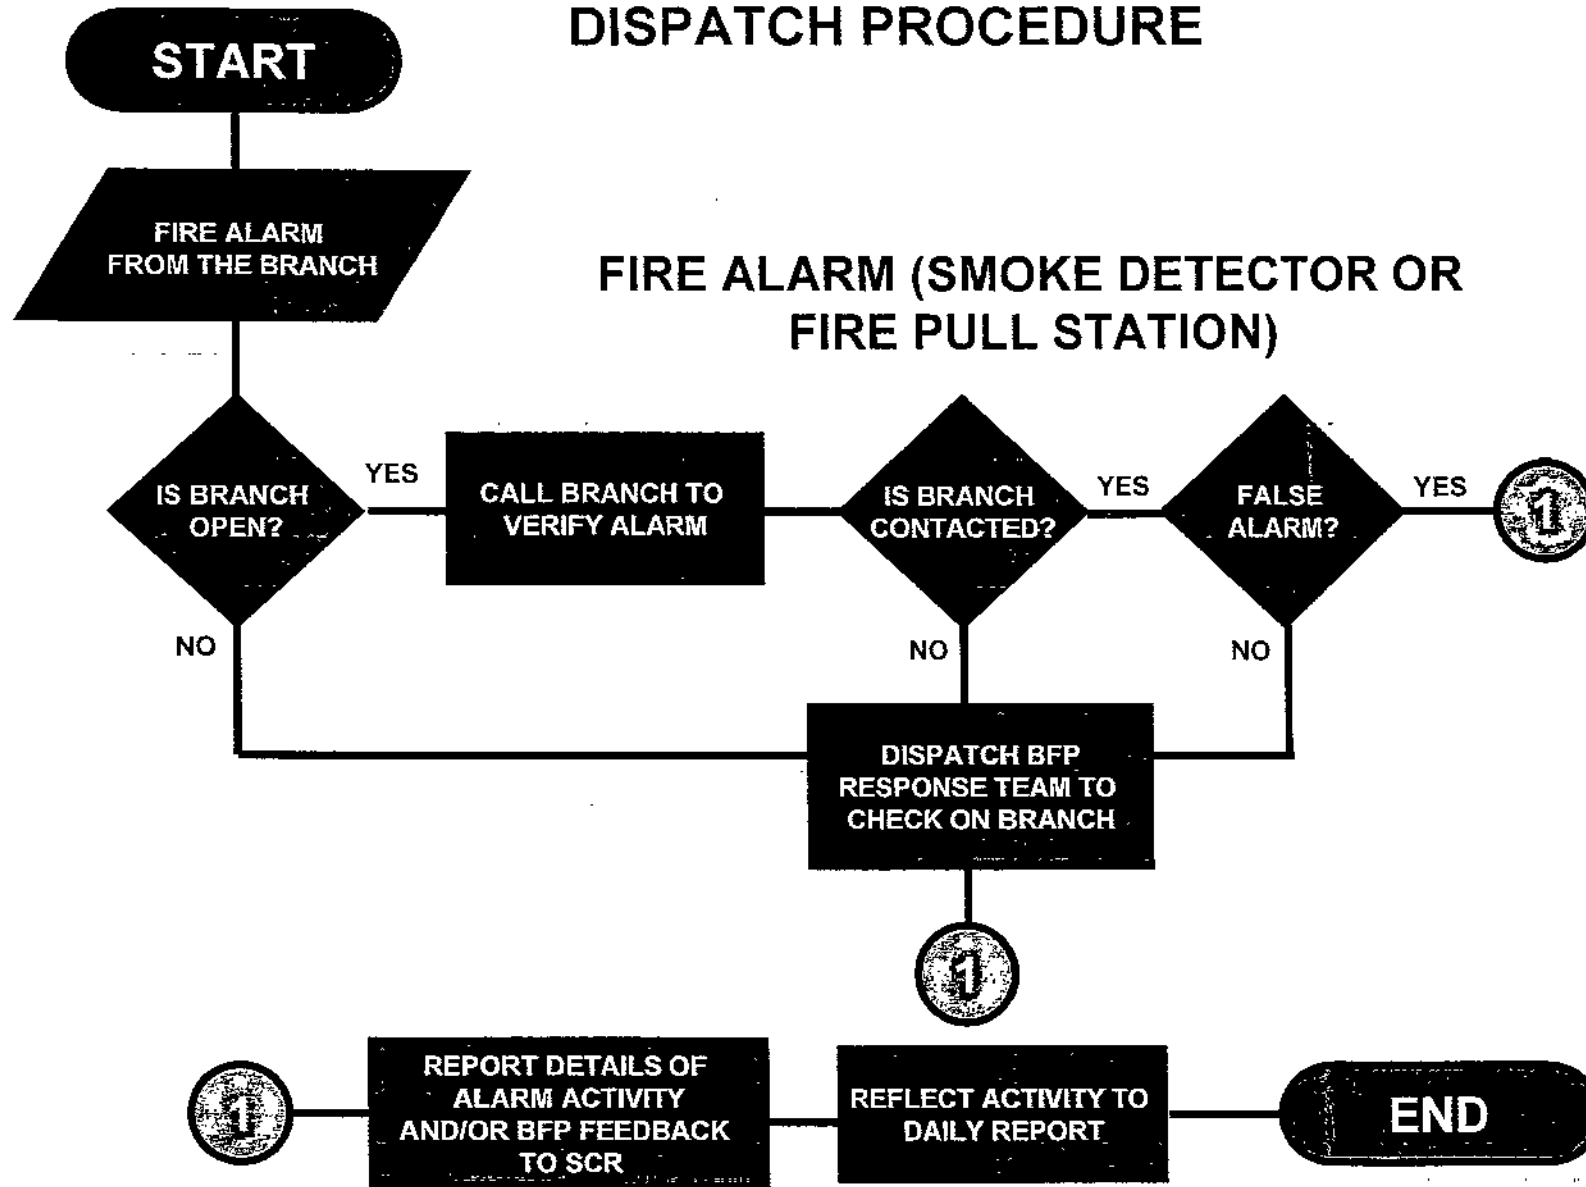 DISPATCH PROCEDURE
START
FIRE ALARM
FROM THE BRANCH
FIRE ALARM (SMOKE DETECTOR OR
FIRE PULL STATION)
IS BRANCH
OPEN?
YES
CALL BRANCH TO
VERIFY ALARM
IS BRANCH
CONTACTED?
YES
FALSE
ALARM?
YES
1
NO
NO
NO
DISPATCH BFP
RESPONSE TEAM TO
CHECK ON BRANCH
1
1
REPORT DETAILS OF
ALARM ACTIVITY
AND/OR BFP FEEDBACK
TO SCR
REFLECT ACTIVITY TO
DAILY REPORT
END